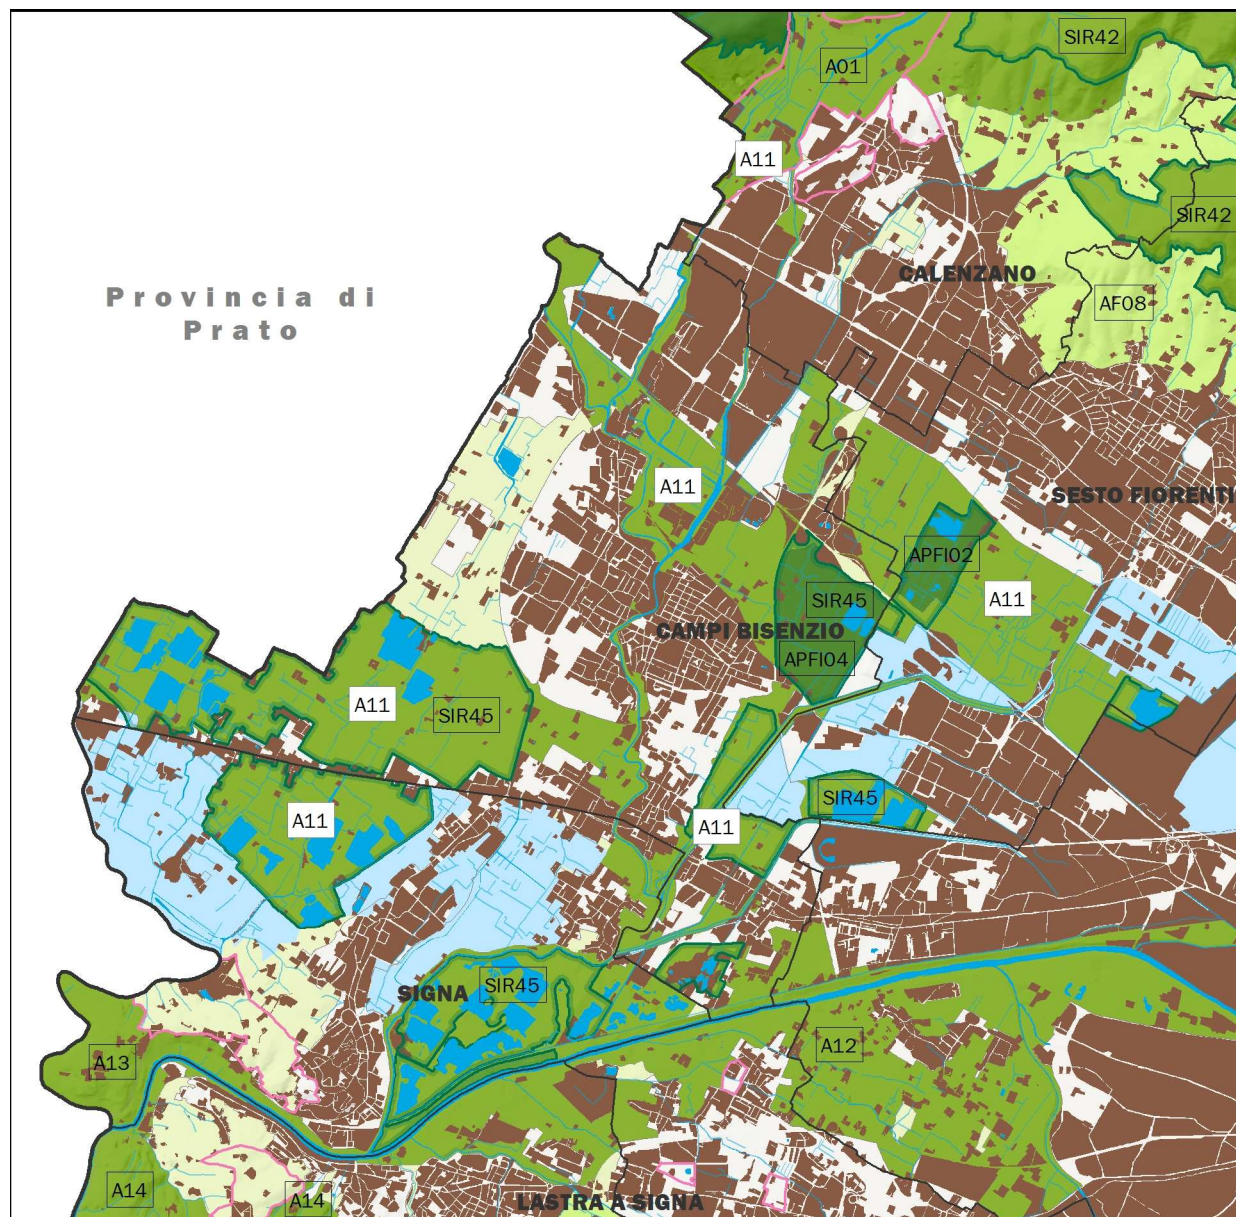 SIR42
A01
A11
SIR42
CALENZANO
Provincia di
Prato
AF08
A11
SESTO FIORENTI
APFI02
SIR45
A11
CAMPI BISENZIO
APFI04
A11
SIR45
SIR45
A11
A11
SIR45
SIGNA
A12
A13
A14
A14
LASTRA A SIGNA